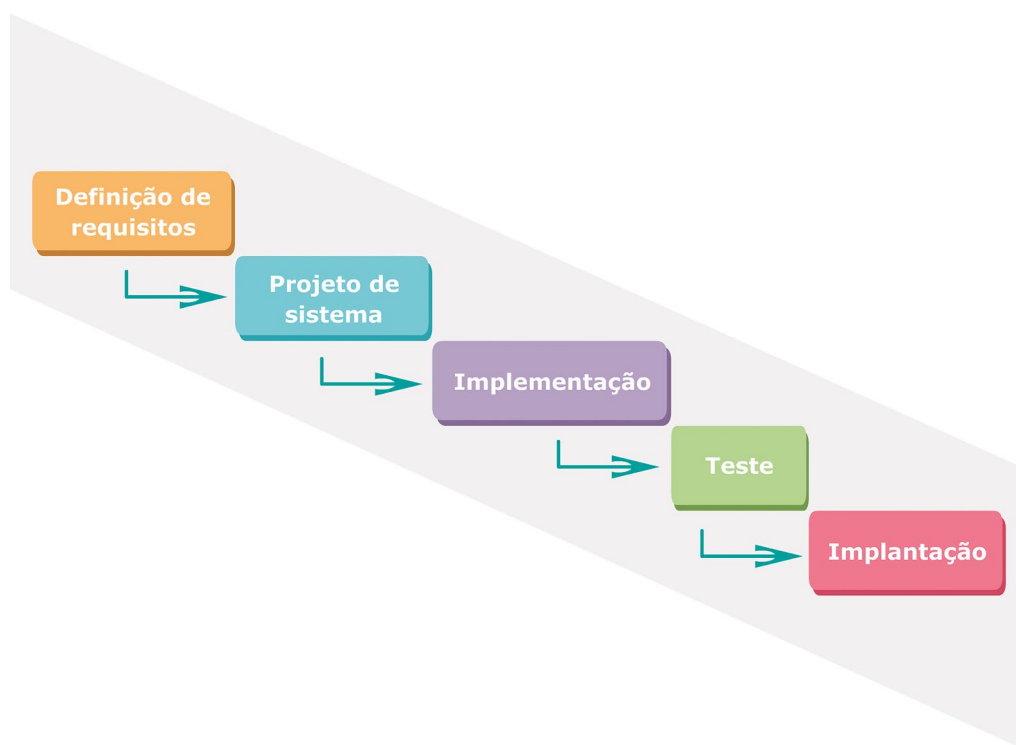 Definição de
requisitos
Projeto de
sistema
Implementação
Teste
Implantação